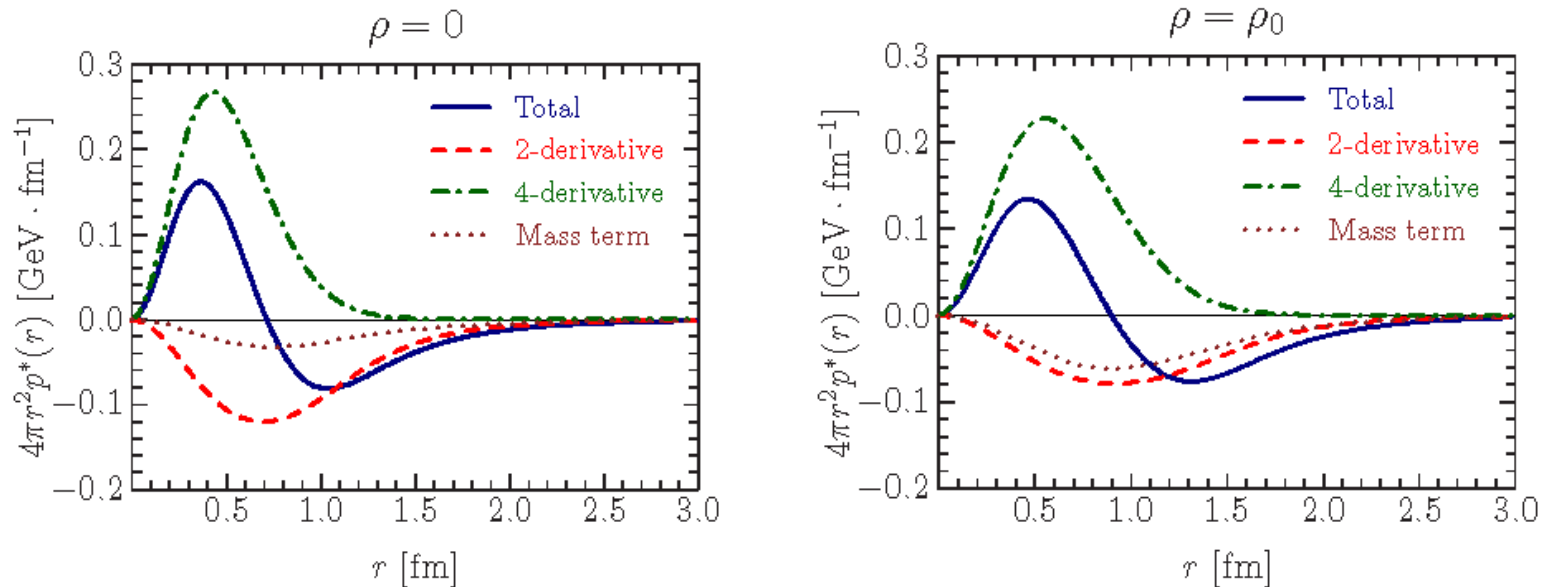 ρ = 0
4πr²p*(r) [GeV · fm⁻¹]
0.3
0.2
0.1
0.0
−0.1
−0.2
Total
2-derivative
4-derivative
Mass term
0.5 1.0 1.5 2.0 2.5 3.0
r [fm]
ρ = ρ₀
4πr²p*(r) [GeV · fm⁻¹]
0.3
0.2
0.1
0.0
−0.1
−0.2
Total
2-derivative
4-derivative
Mass term
0.5 1.0 1.5 2.0 2.5 3.0
r [fm]